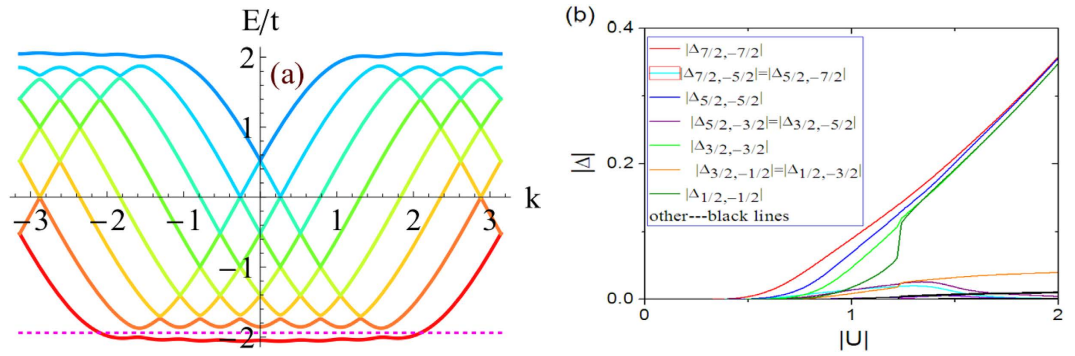 E/t
(a)
2
1
−1
−2
−3
−2
−1
1
2
3
k
(b)
0.4
0.2
0.0
|Δ|
|Δ7/2,−7/2|
|Δ7/2,−5/2|=|Δ5/2,−7/2|
|Δ5/2,−5/2|
|Δ5/2,−3/2|=|Δ3/2,−5/2|
|Δ3/2,−3/2|
|Δ3/2,−1/2|=|Δ1/2,−3/2|
|Δ1/2,−1/2|
other---black lines
0
1
2
|U|